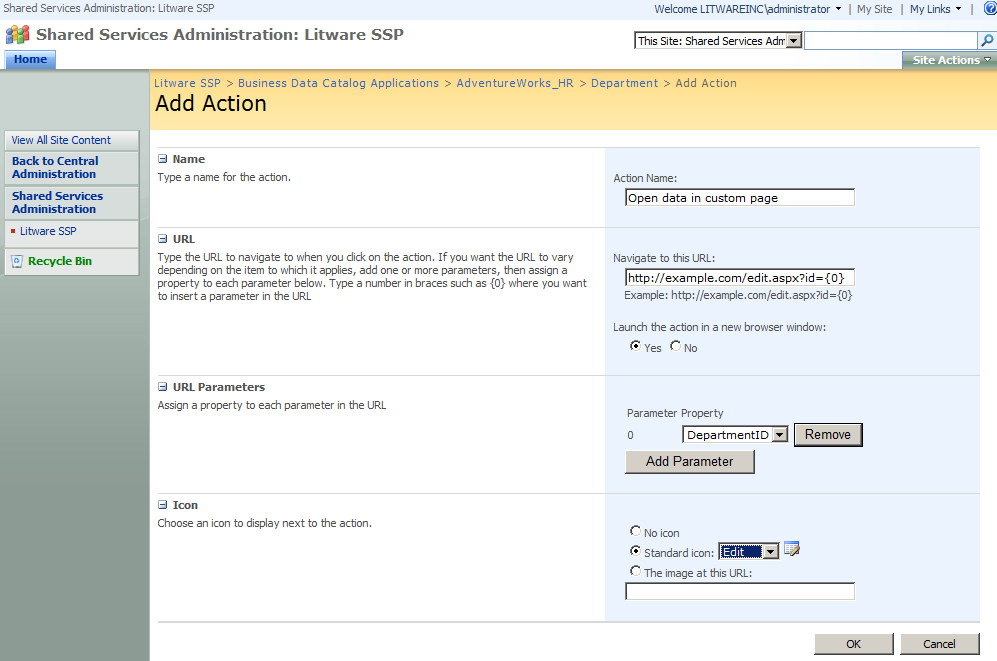 Shared Services Administration: Litware SSP
Welcome LITWAREINC\administrator | My Site | My Links |
Shared Services Administration: Litware SSP
This Site: Shared Services Adm
Home
Site Actions
Litware SSP > Business Data Catalog Applications > AdventureWorks_HR > Department > Add Action
Add Action
View All Site Content
Back to Central
Administration
Shared Services
Administration
Litware SSP
Recycle Bin
Name
Type a name for the action.
Action Name:
Open data in custom page
URL
Type the URL to navigate to when you click on the action. If you want the URL to vary
depending on the item to which it applies, add one or more parameters, then assign a
property to each parameter below. Type a number in braces such as {0} where you want
to insert a parameter in the URL
Navigate to this URL:
http://example.com/edit.aspx?id={0}
Example: http://example.com/edit.aspx?id={0}
Launch the action in a new browser window:
Yes No
URL Parameters
Assign a property to each parameter in the URL
Parameter Property
0 DepartmentID Remove
Add Parameter
Icon
Choose an icon to display next to the action.
No icon
Standard icon: Edit
The image at this URL:
OK Cancel